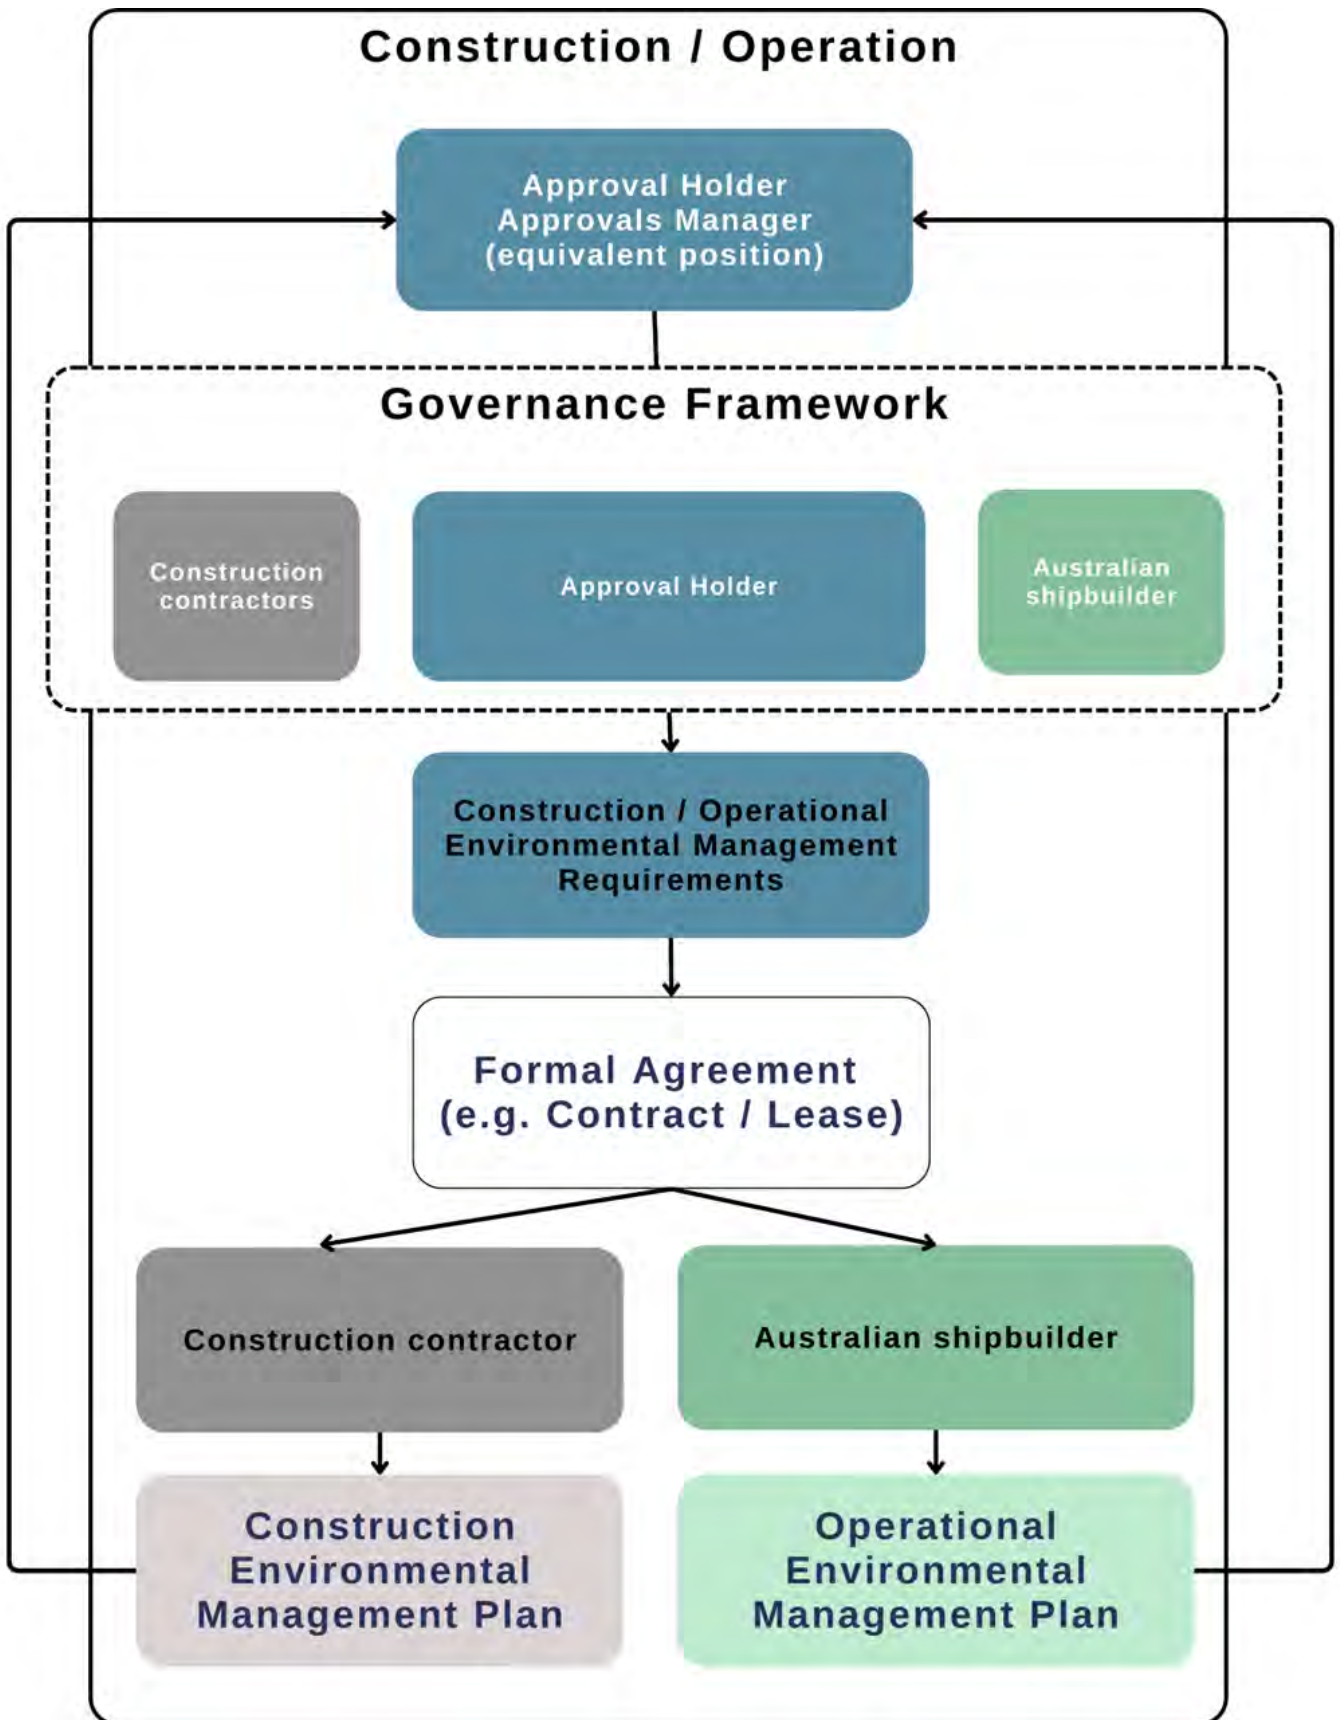 Construction / Operation
Approval Holder
Approvals Manager
(equivalent position)
Governance Framework
Construction
contractors
Approval Holder
Australian
shipbuilder
Construction / Operational
Environmental Management
Requirements
Formal Agreement
(e.g. Contract / Lease)
Construction contractor
Australian shipbuilder
Construction
Environmental
Management Plan
Operational
Environmental
Management Plan